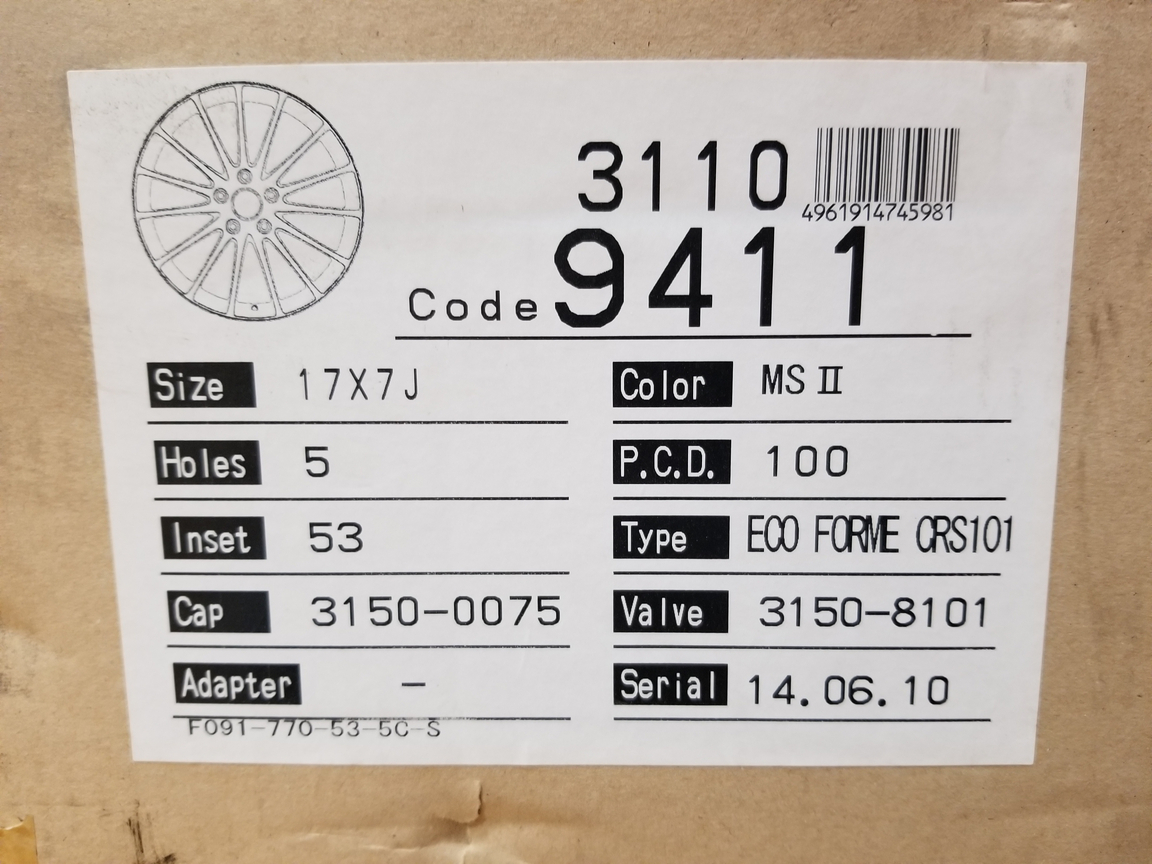 3110
4961914745981
Code 9411
Size 17X7J
Color MS Ⅱ
Holes 5
P.C.D. 100
Inset 53
Type ECO FORME CRS101
Cap 3150-0075
Valve 3150-8101
Adapter -
Serial 14.06.10
F091-770-53-5C-S